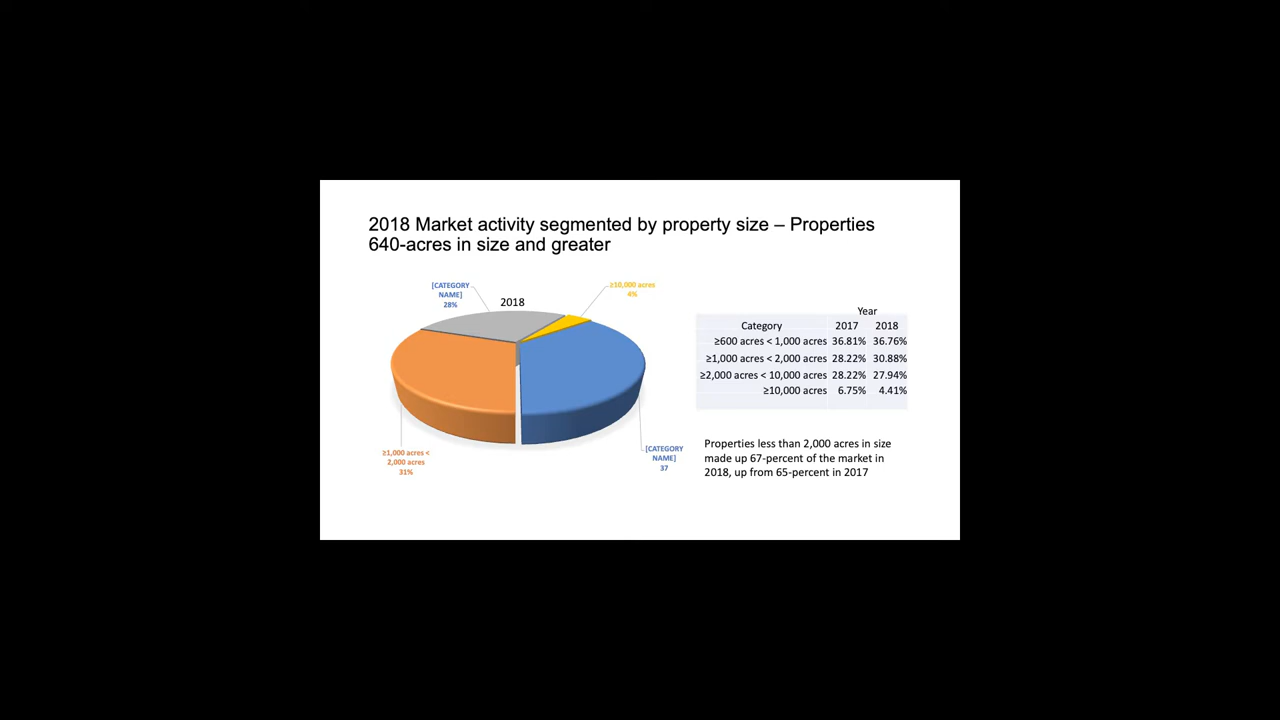 2018 Market activity segmented by property size – Properties
640-acres in size and greater
[CATEGORY
NAME]
28%
2018
≥10,000 acres
4%
≥1,000 acres <
2,000 acres
31%
[CATEGORY
NAME]
37
Year
Category 2017 2018
≥600 acres < 1,000 acres 36.81% 36.76%
≥1,000 acres < 2,000 acres 28.22% 30.88%
≥2,000 acres < 10,000 acres 28.22% 27.94%
≥10,000 acres 6.75% 4.41%
Properties less than 2,000 acres in size
made up 67-percent of the market in
2018, up from 65-percent in 2017